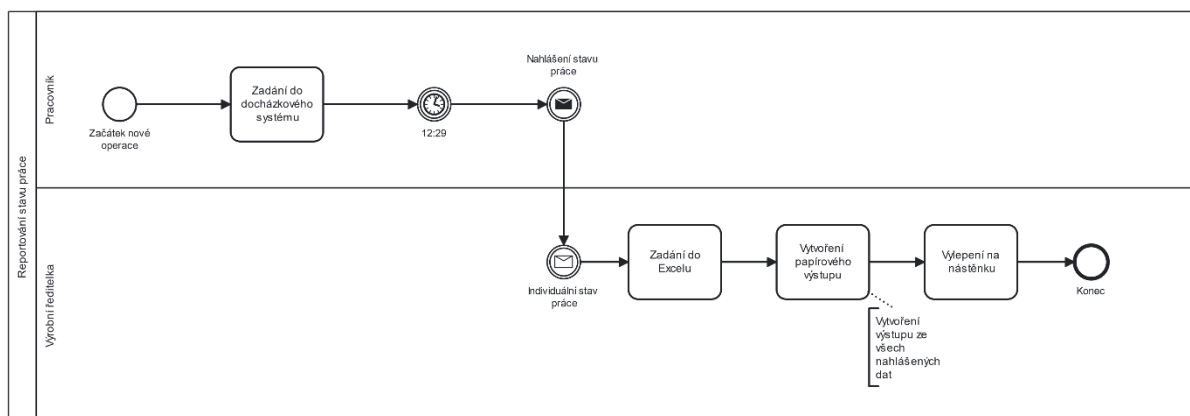 Reportování stavu práce
Pracovník
Začátek nové
operace
Zadání do
docházkového
systému
12:29
Nahlášení stavu
práce
Výrobní ředitelka
Individuální stav
práce
Zadání do
Excelu
Vytvoření
papírového
výstupu
Vytvoření
výstupu ze
všech
nahlášených
dat
Vylepení na
nástěnku
Konec